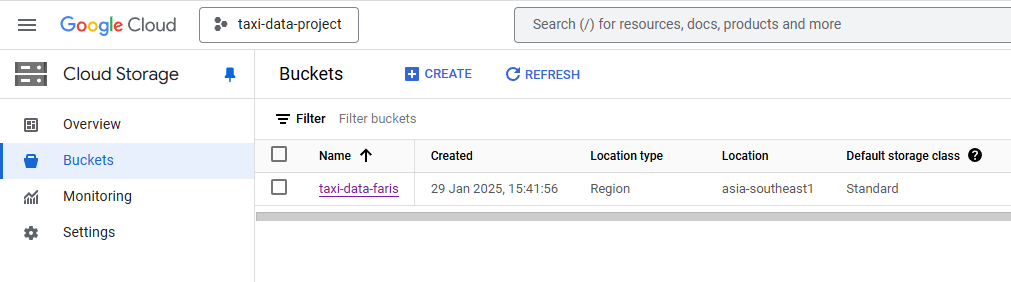 Google Cloud
taxi-data-project
Search (/) for resources, docs, products and more
Cloud Storage
Overview
Buckets
Monitoring
Settings
Buckets
CREATE
REFRESH
Filter
Filter buckets
Name Created Location type Location Default storage class ?
taxi-data-faris 29 Jan 2025, 15:41:56 Region asia-southeast1 Standard